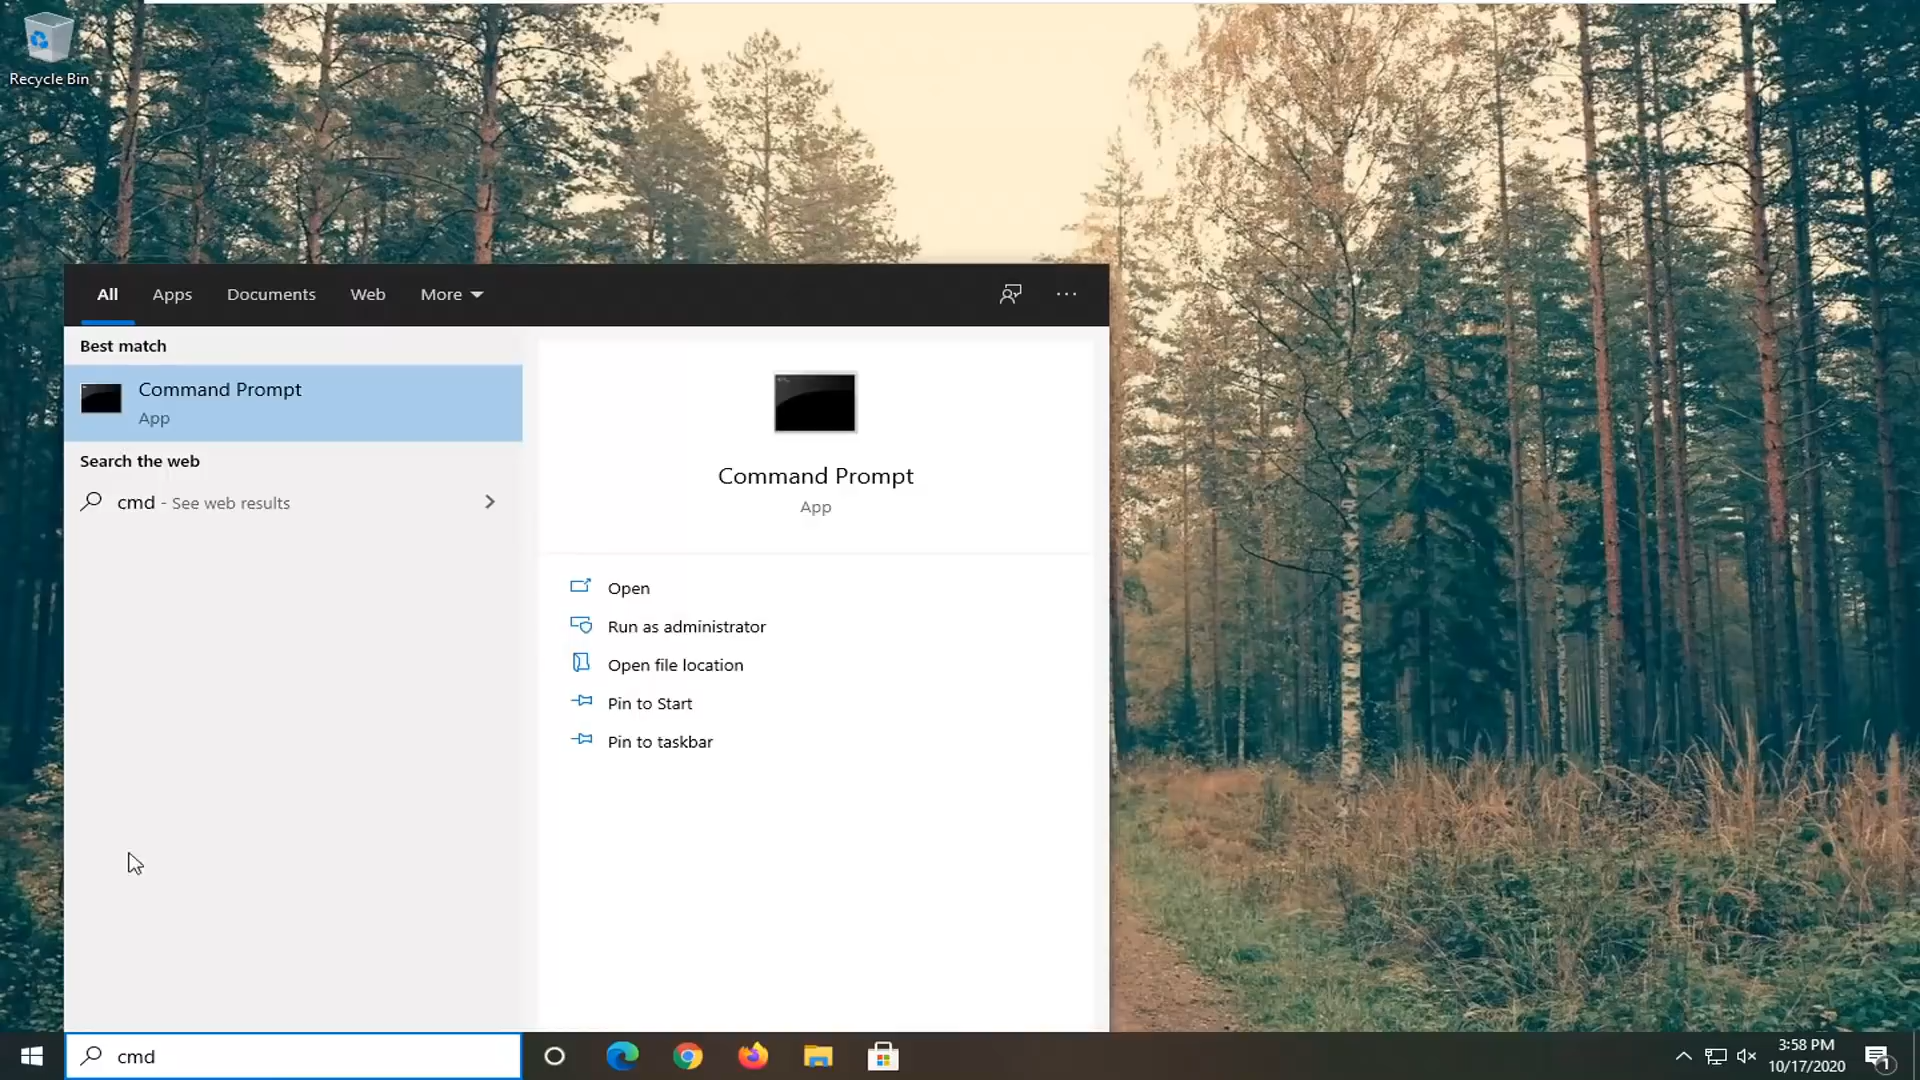 Recycle Bin
All Apps Documents Web More
Best match
Command Prompt
App
Search the web
cmd - See web results
Command Prompt
App
Open
Run as administrator
Open file location
Pin to Start
Pin to taskbar
cmd
3:58 PM
10/17/2020
1